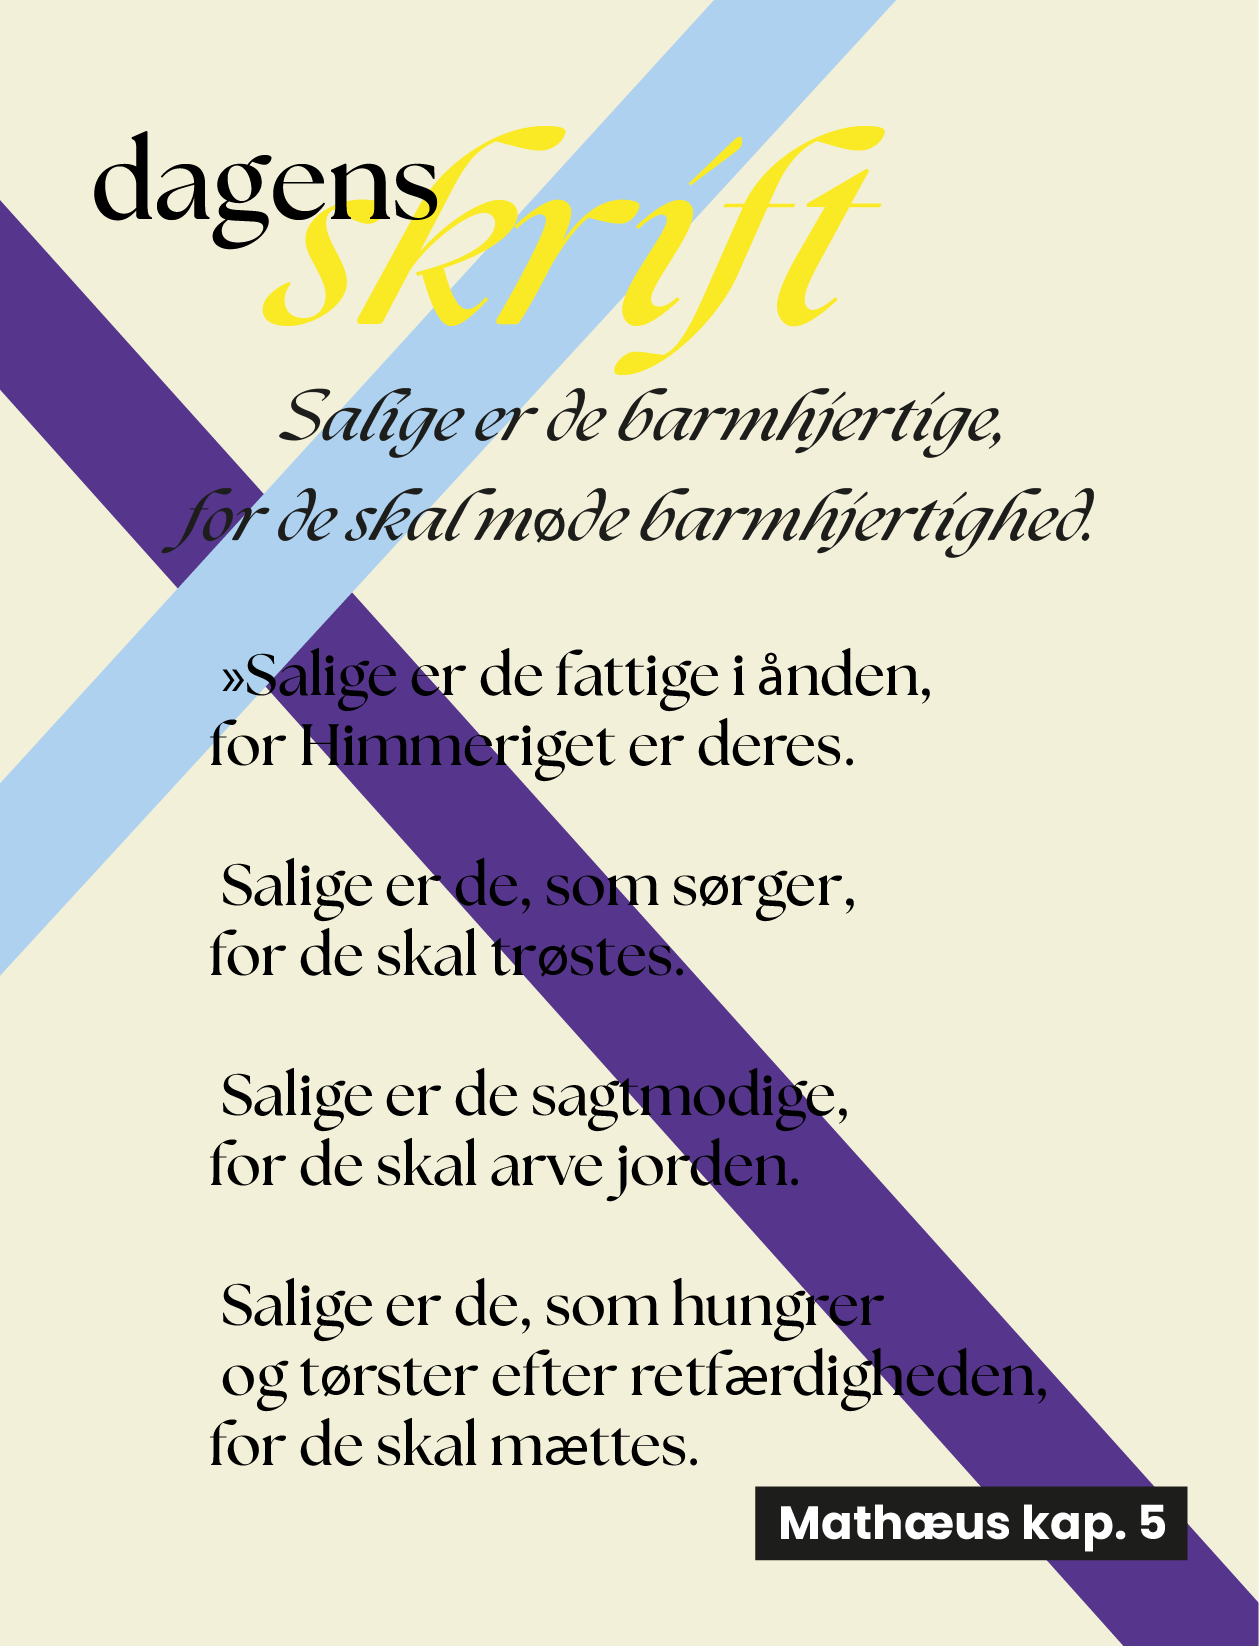 dagens
skrift
Salige er de barmhjertige,
for de skal møde barmhjertighed.
»Salige er de fattige i ånden,
for Himmeriget er deres.
Salige er de, som sørger,
for de skal trøstes.
Salige er de sagtmodige,
for de skal arve jorden.
Salige er de, som hungrer
og tørster efter retfærdigheden,
for de skal mættes.
Mathæus kap. 5